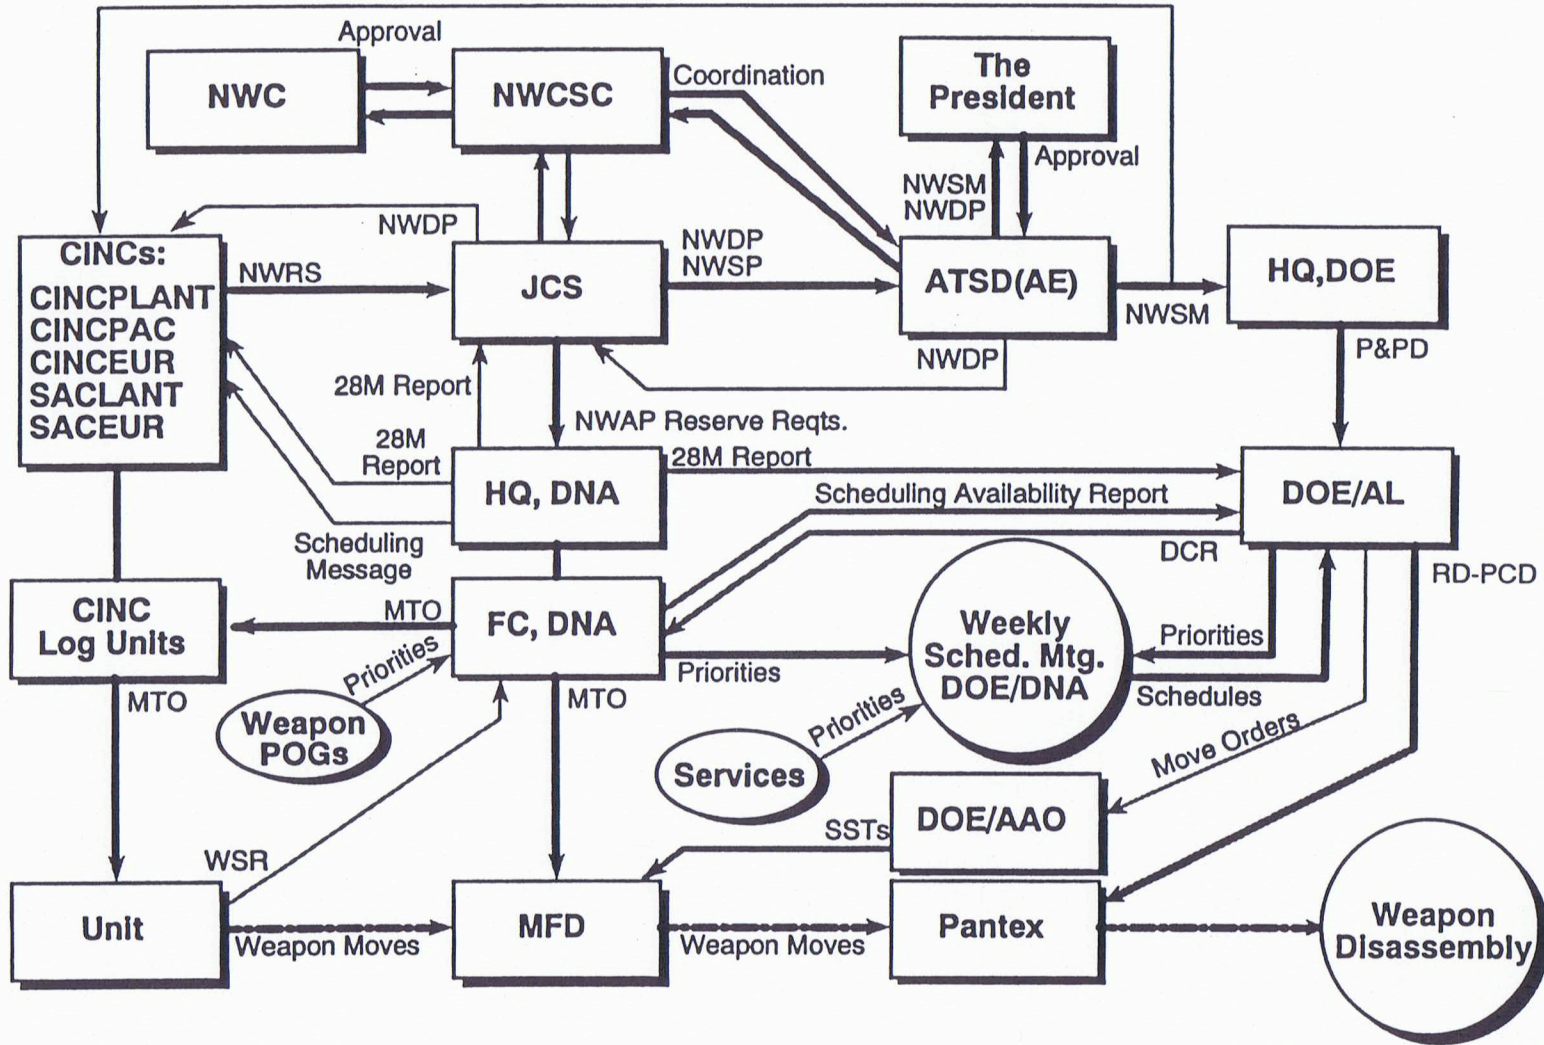 Approval
NWC
NWCSC
Coordination
The
President
Approval
NWSM
NWDP
NWDP
CINCs:
CINCPLANT
CINCPAC
CINCEUR
SACLANT
SACEUR
NWRS
JCS
NWDP
NWSP
ATSD(AE)
NWSM
HQ,DOE
P&PD
NWDP
28M Report
NWAP Reserve Reqts.
28M
Report
HQ, DNA
28M Report
Scheduling Availability Report
DOE/AL
DCR
RD-PCD
Scheduling
Message
CINC
Log Units
MTO
FC, DNA
Priorities
Weekly
Sched. Mtg.
DOE/DNA
Priorities
Schedules
MTO
Priorities
MTO
Weapon
POGs
Priorities
Services
Move Orders
DOE/AAO
SSTs
WSR
Unit
Weapon Moves
MFD
Weapon Moves
Pantex
Weapon
Disassembly